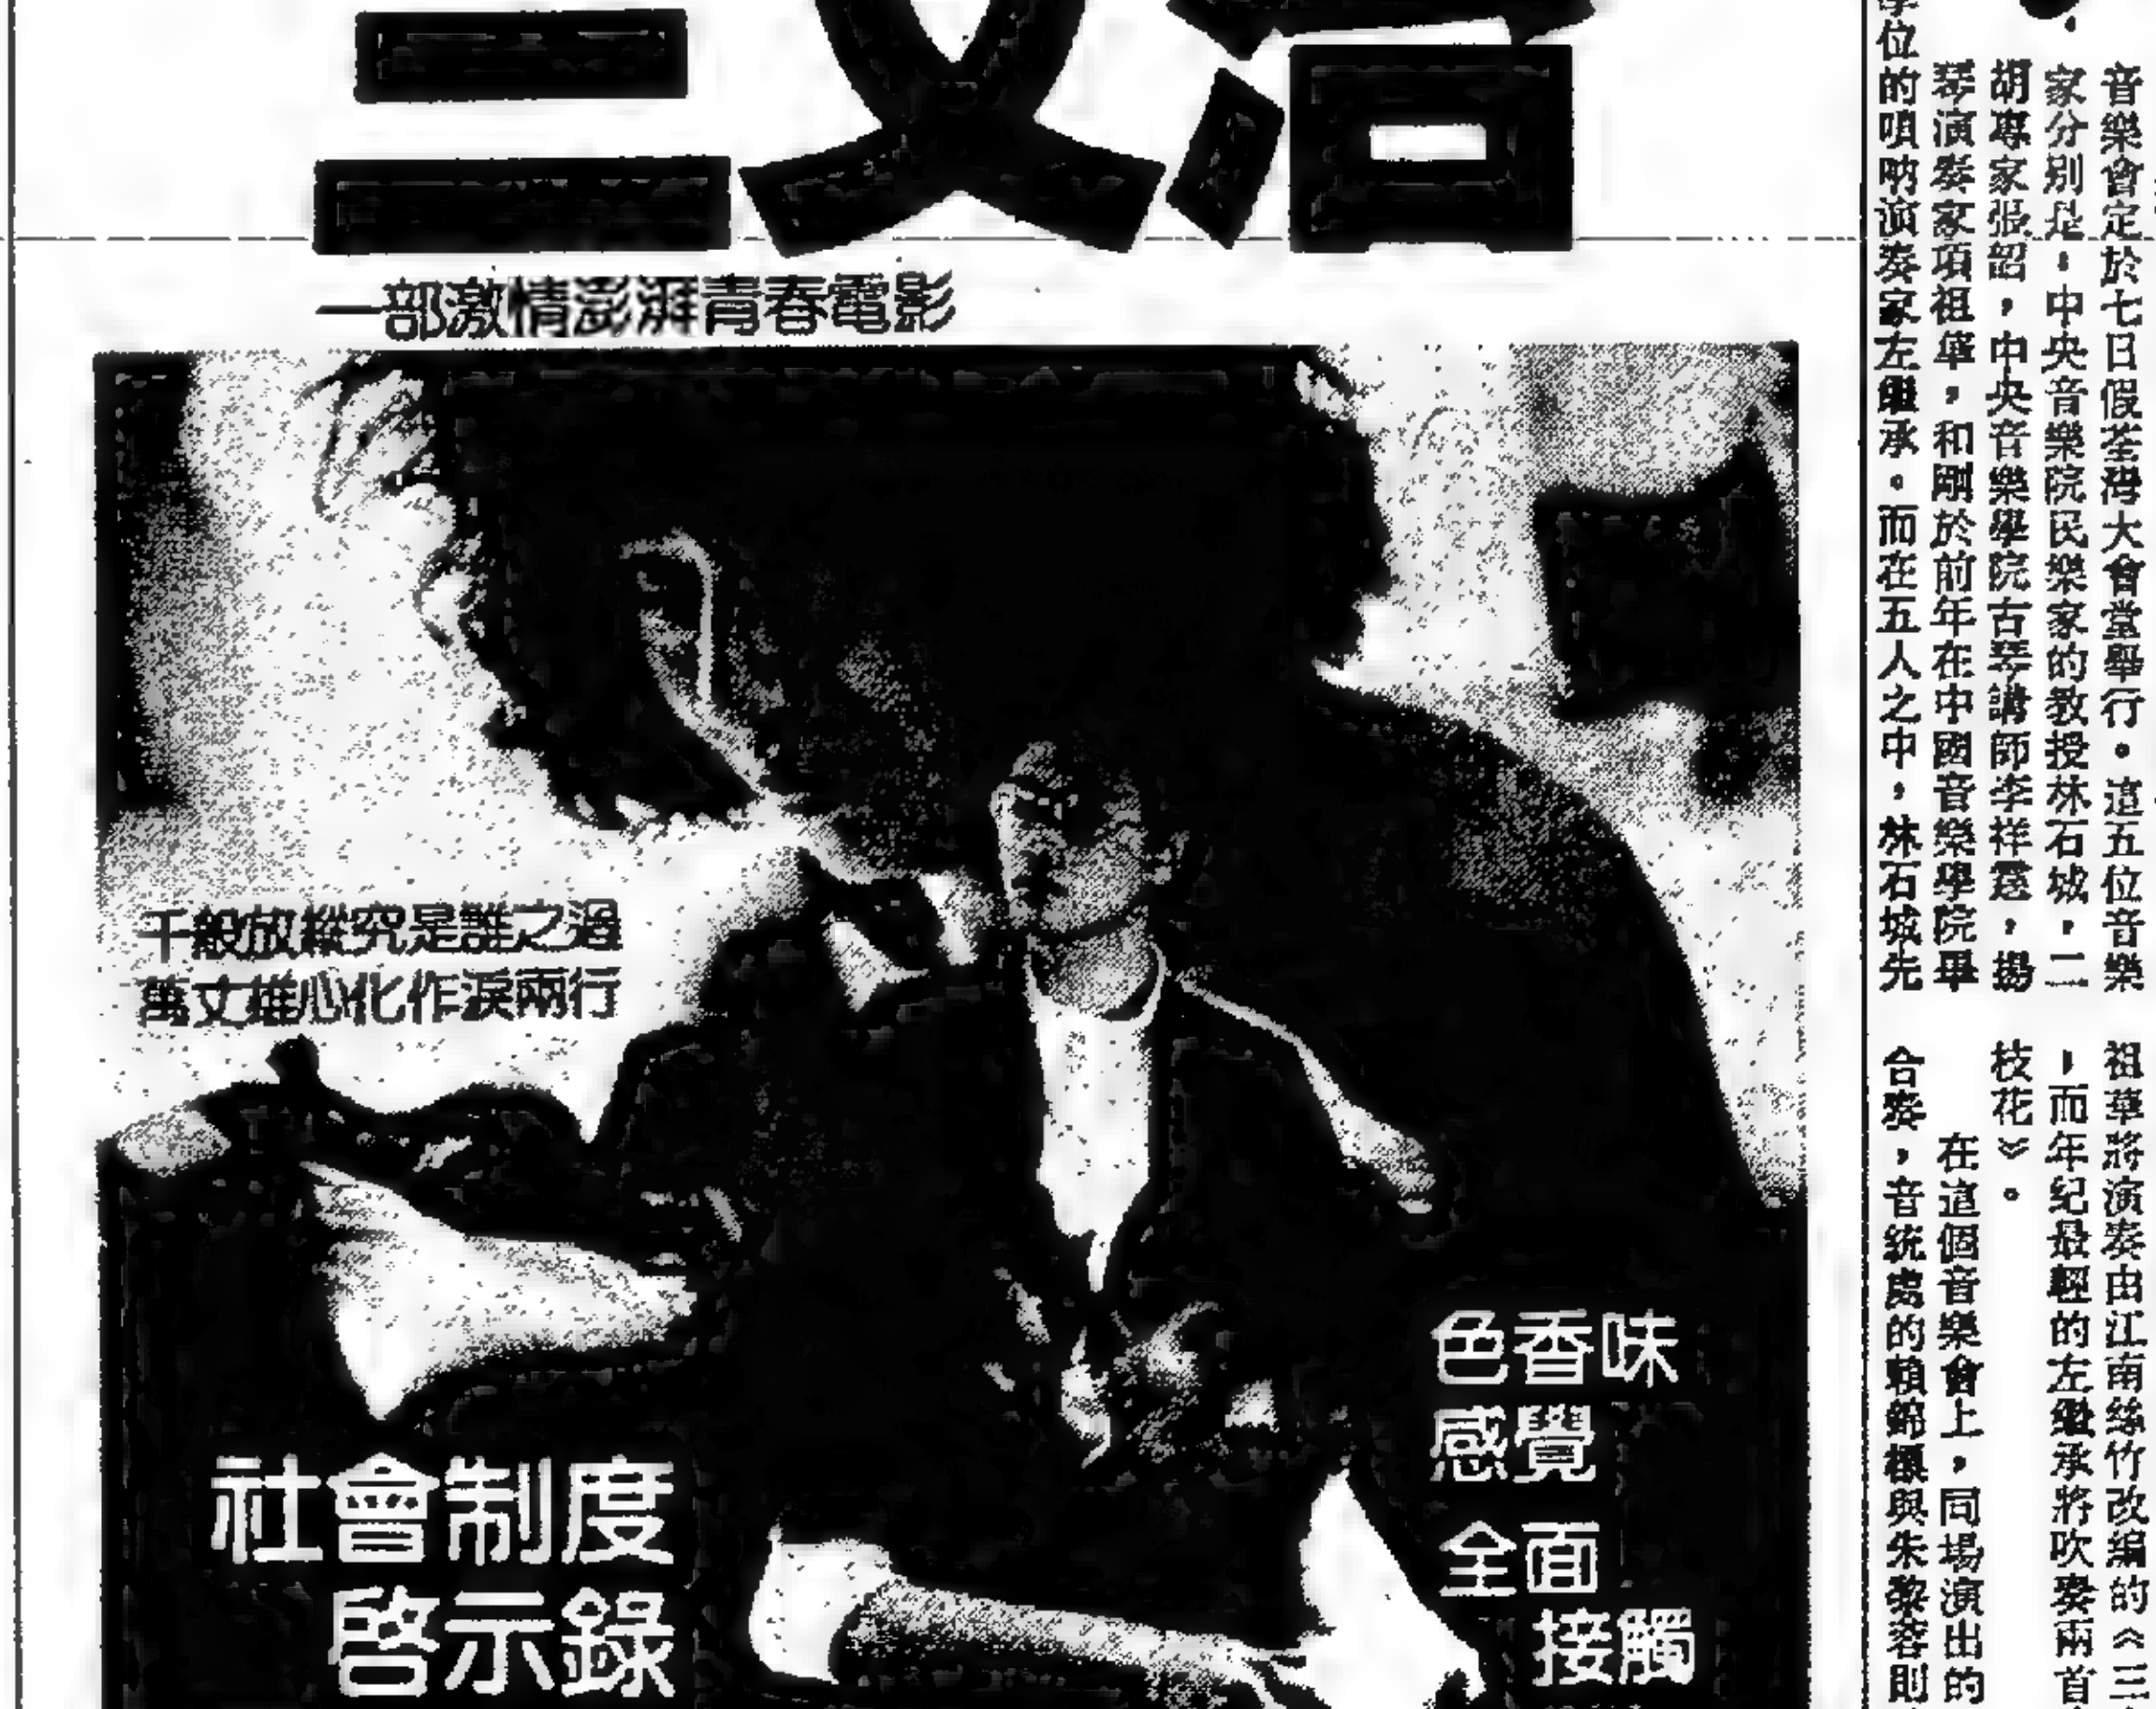 三文治
一部激情澎湃青春電影
千般放縱究是誰之過
萬丈雄心化作淚兩行
色香味
感覺
全面
接觸
社會制度
啓示錄
音樂會定於七日假荃灣大會堂舉行。這五位音樂
家分別是:中央音樂院民樂家的教授林石城,二
胡專家張韶,中央音樂學院古琴講師李祥霆,揚
琴演奏家項祖華,和剛於前年在中國音樂學院畢
位的嗩吶演奏家左繼承。而在五人之中,林石城先
祖華將演奏由江南絲竹改編的《三
,而年纪最輕的左繼承將吹奏兩首
枝花》。
在這個音樂會上,同場演出的
合奏,音統處的賴錦標與朱黎蓉則